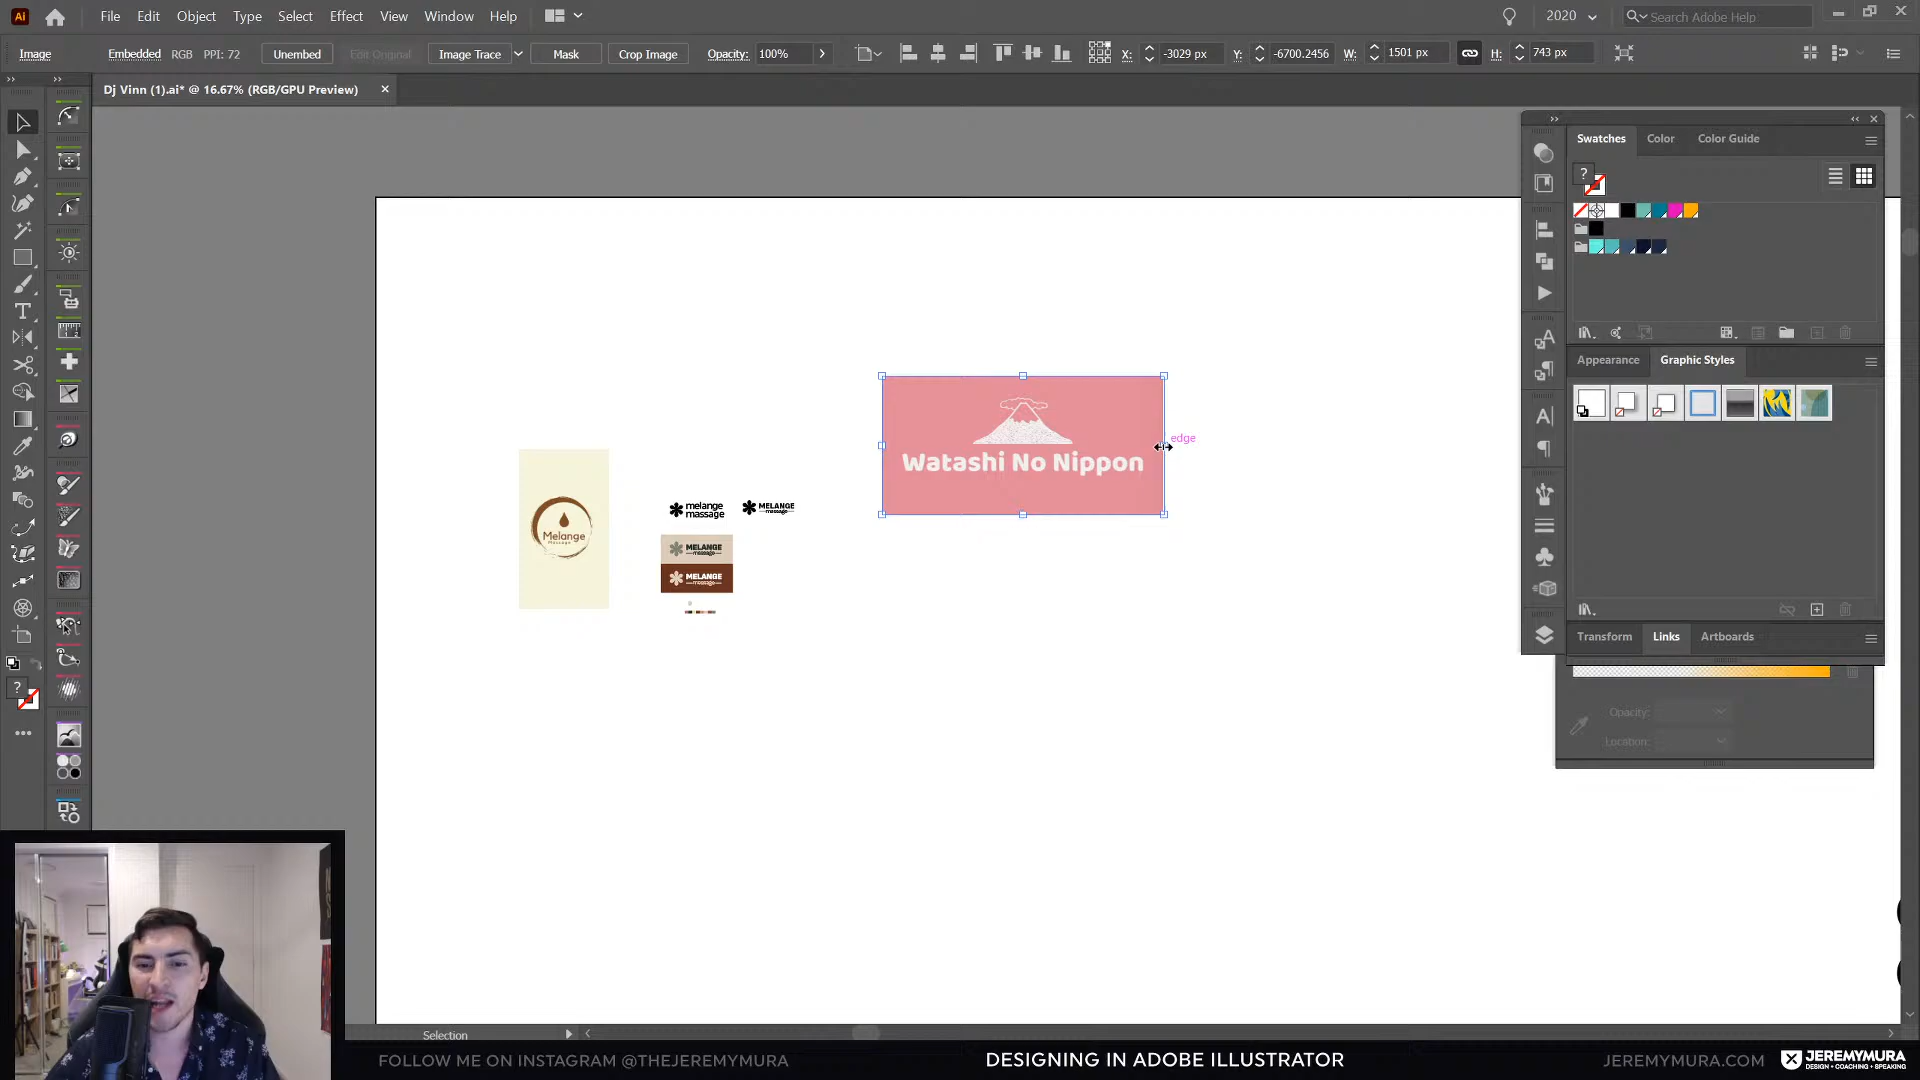 Ai File Edit Object Type Select Effect View Window Help 2020 Search Adobe Help
Image Embedded RGB PPI: 72 Unembed Edit Original Image Trace Mask Crop Image Opacity: 100% X: -3029 px Y: -6700.2456 W: 1501 px H: 743 px
Dj Vinn (1).ai* @ 16.67% (RGB/GPU Preview)
Swatches Color Color Guide
Appearance Graphic Styles
Transform Links Artboards
Opacity:
Location:
edge
Watashi No Nippon
Melange
Massage
melange
massage
MELANGE
massage
MELANGE
massage
MELANGE
massage
Selection
FOLLOW ME ON INSTAGRAM @THEJEREMYMURA
DESIGNING IN ADOBE ILLUSTRATOR
JEREMYMURA.COM
JEREMYMURA
DESIGN • COACHING • SPEAKING